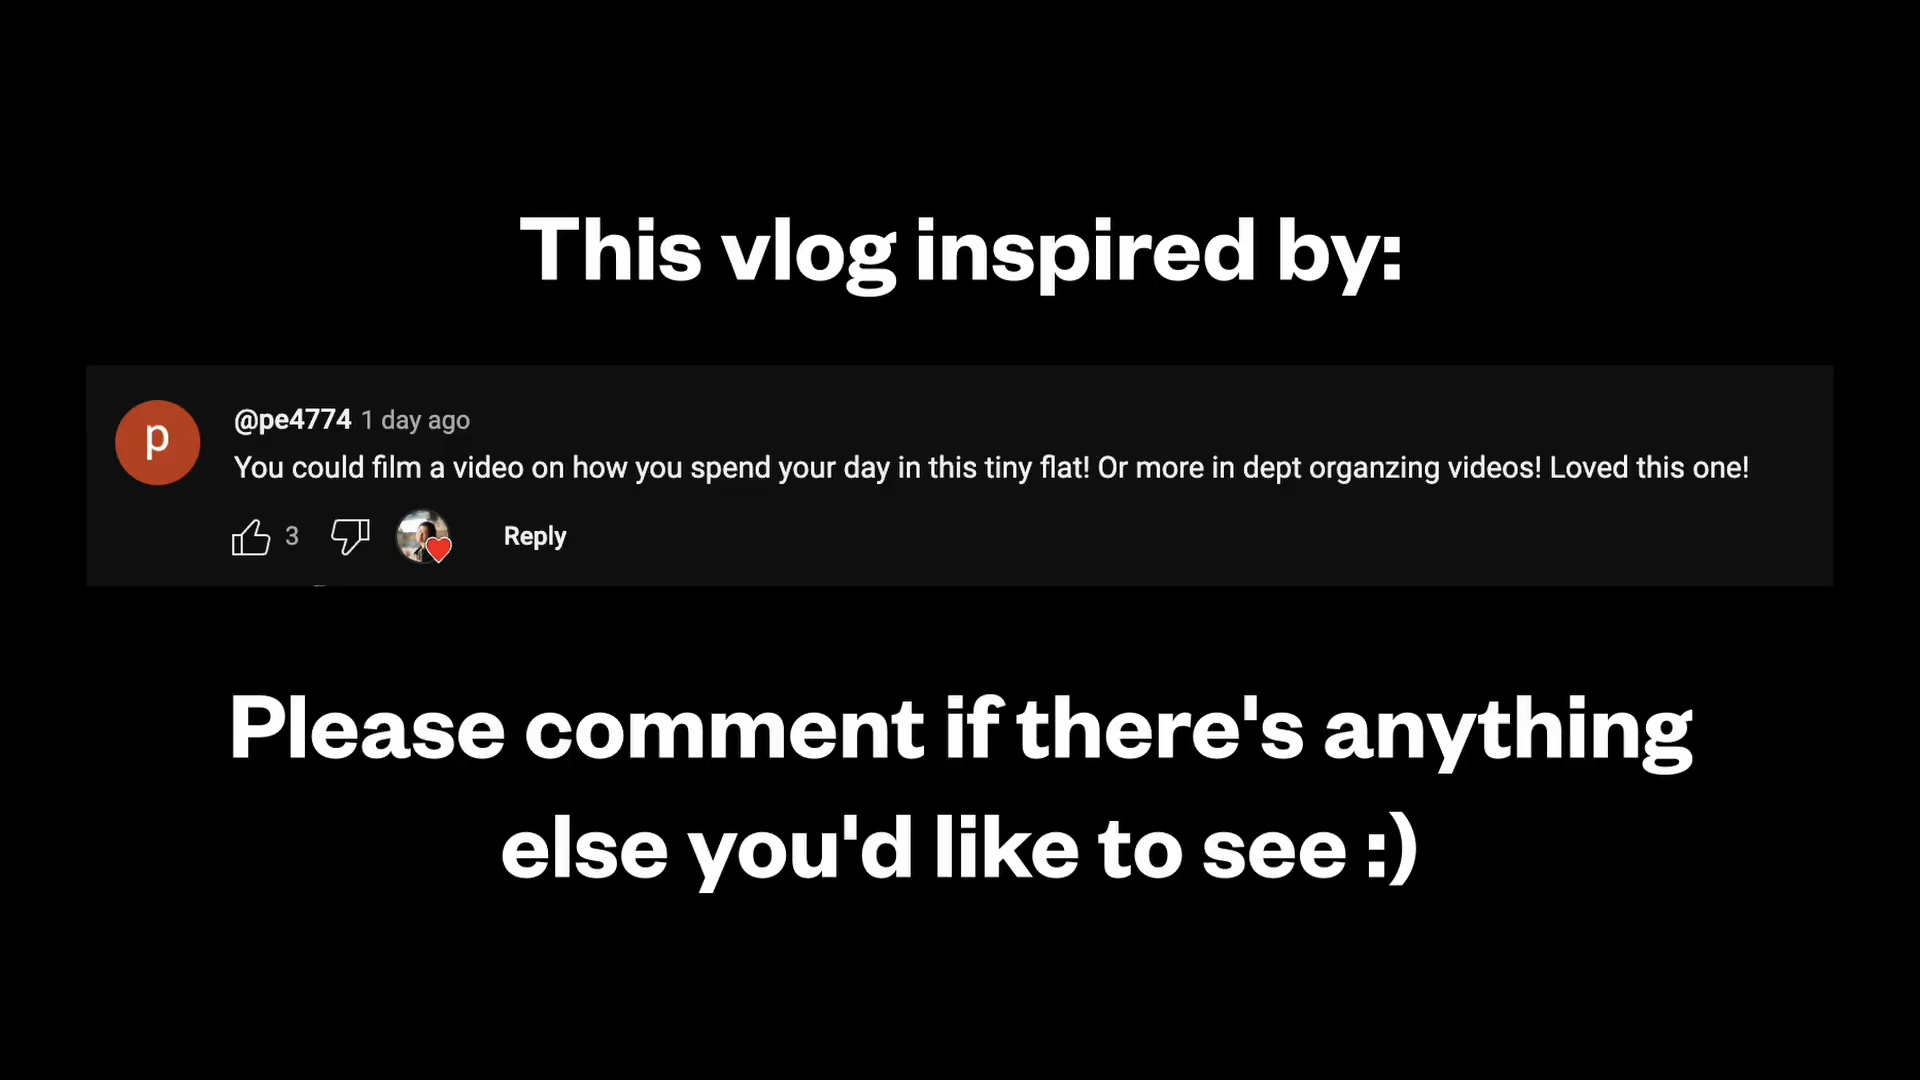 This vlog inspired by:
p
@pe4774 1 day ago
You could film a video on how you spend your day in this tiny flat! Or more in dept organzing videos! Loved this one!
3 Reply
Please comment if there's anything
else you'd like to see :)